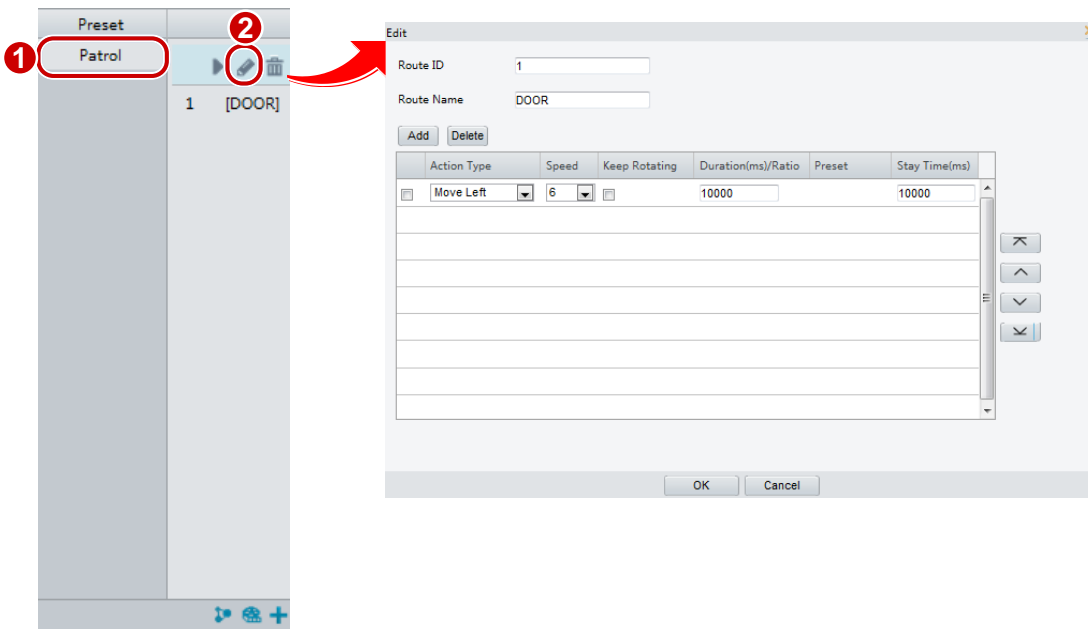 Preset
2
1
Patrol
1 [DOOR]
Edit
Route ID 1
Route Name DOOR
Add Delete
Action Type Speed Keep Rotating Duration(ms)/Ratio Preset Stay Time(ms)
Move Left 6 10000 10000
OK Cancel